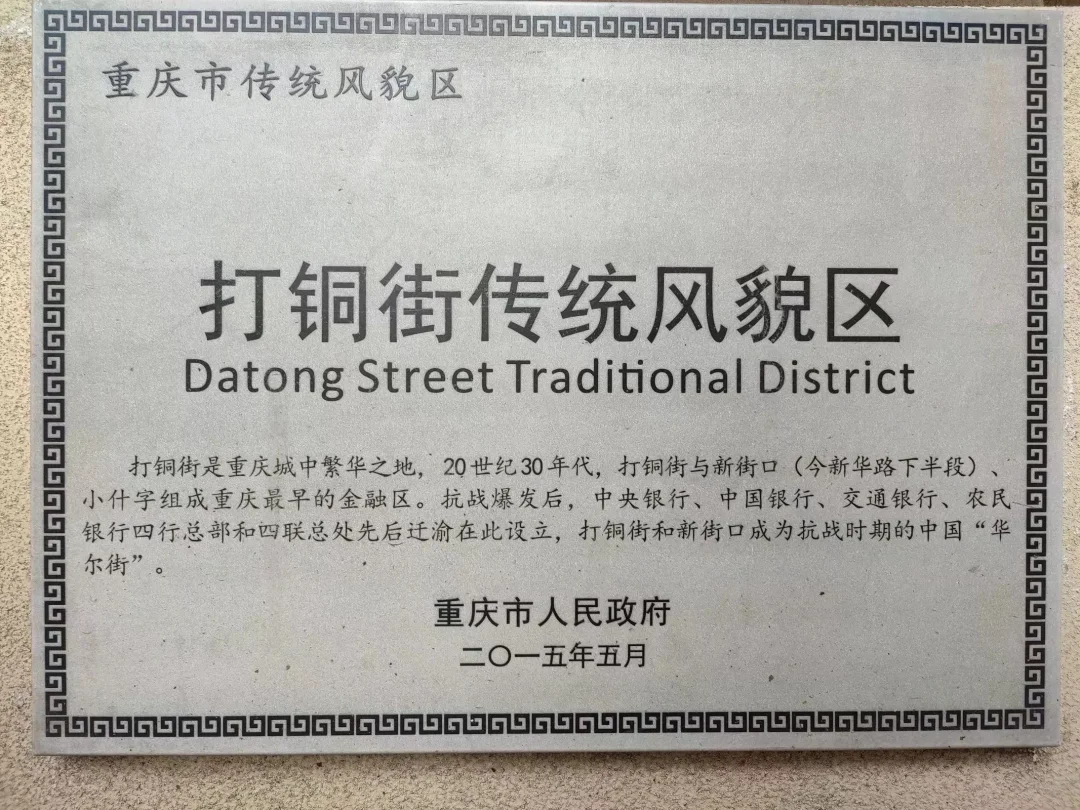 重庆市传统风貌区
打铜街传统风貌区
Datong Street Traditional District
打铜街是重庆城中繁华之地，20世纪30年代，打铜街与新街口（今新华路下半段）、
小什字组成重庆最早的金融区。抗战爆发后，中央银行、中国银行、交通银行、农民
银行四行总部和四联总处先后迁渝在此设立，打铜街和新街口成为抗战时期的中国“华
尔街”。
重庆市人民政府
二〇一五年五月